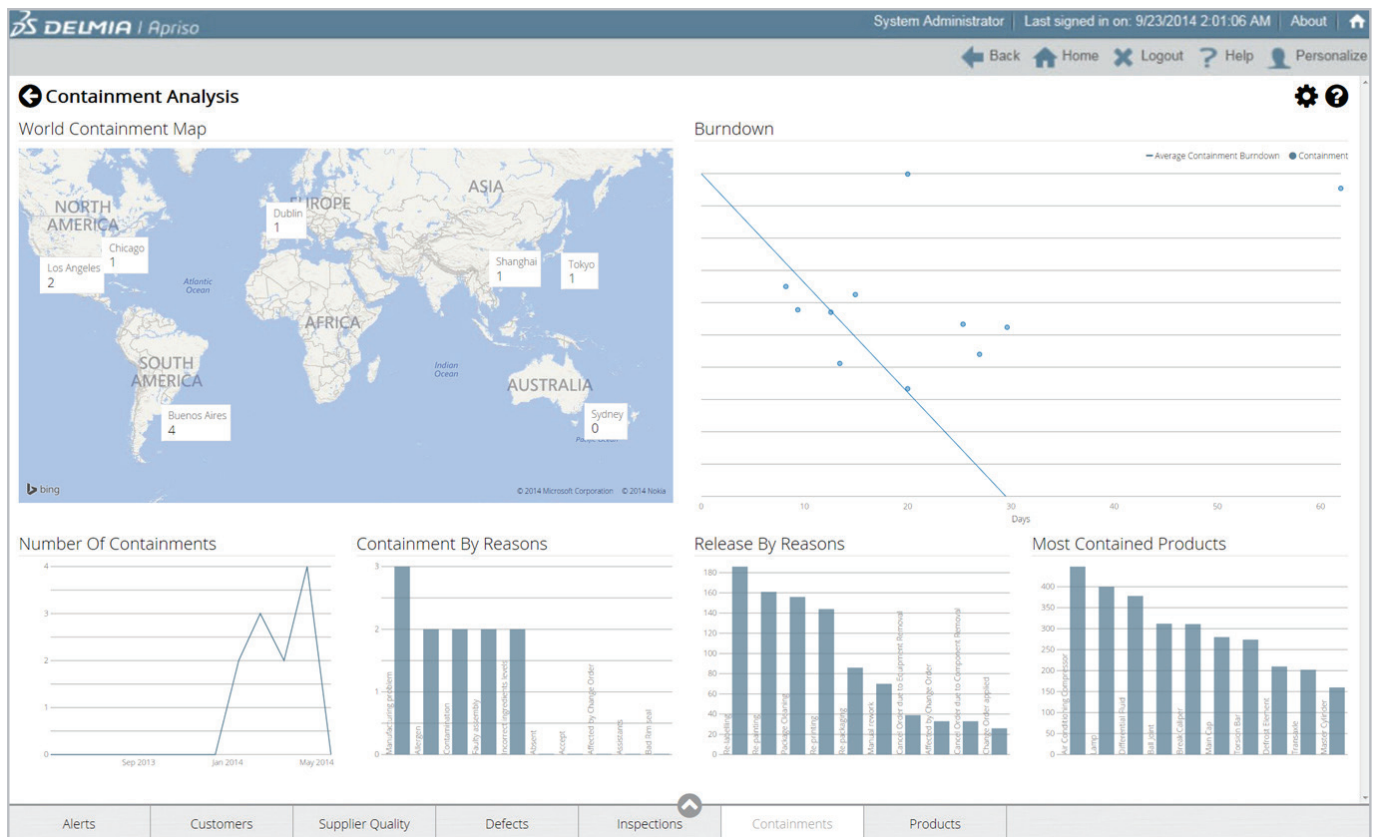 DS DELMIA | Apriso
System Administrator | Last signed in on: 9/23/2014 2:01:06 AM | About
Back Home Logout ? Help Personalize
Containment Analysis
World Containment Map
NORTH
AMERICA
ASIA
EUROPE
Dublin
1
Chicago
1
Los Angeles
2
Shanghai
1
Tokyo
1
Atlantic
Ocean
AFRICA
SOUTH
AMERICA
Indian
Ocean
AUSTRALIA
Buenos Aires
4
Sydney
0
Pacific Ocean
bing
© 2014 Microsoft Corporation © 2014 Nokia
Burndown
Average Containment Burndown Containment
0 10 20 30 40 50 60
Days
Number Of Containments
4
3
2
1
0
Sep 2013 Jan 2014 May 2014
Containment By Reasons
3
2
1
0
Manufacturing problem
Allergen
Contamination
Faulty assembly
Incorrect ingredients levels
Absent
Accept
Affected by Change Order
Assistants
Bad Rim seal
Release By Reasons
180
160
140
120
100
80
60
40
20
0
Re-labelling
Re-painting
Package Cleaning
Re-printing
Re-packaging
Manual rework
Cancel Order due to Equipment Removal
Affected by Change Order
Cancel Order due to Component Removal
Change Order applied
Most Contained Products
400
350
300
250
200
150
100
50
0
Air Conditioning Compressor
Lamp
Differential Fluid
Ball Joint
Break Caliper
Main Cap
Torsion Bar
Defrost Element
Transaxle
Master Cylinder
Alerts Customers Supplier Quality Defects Inspections Containments Products